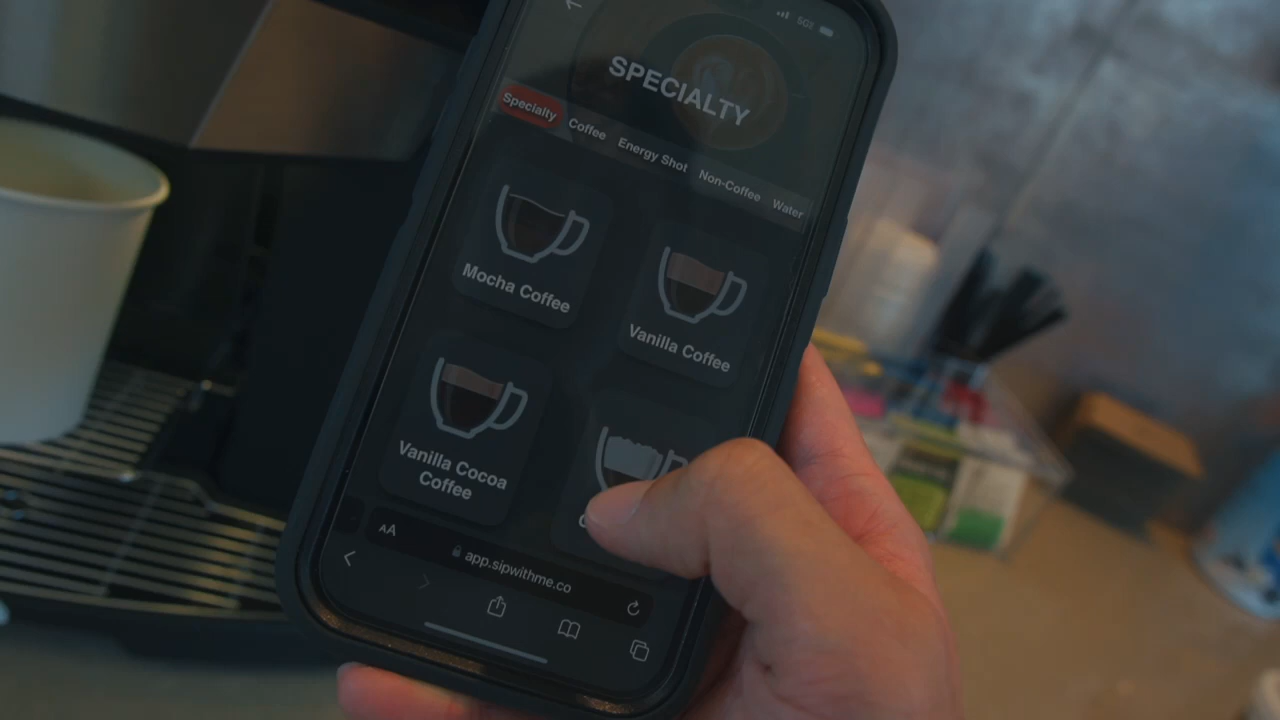 5GE
SPECIALTY
Specialty
Coffee
Energy Shot
Non-Coffee
Water
Mocha Coffee
Vanilla Coffee
Vanilla Cocoa
Coffee
AA
app.sipwithme.co